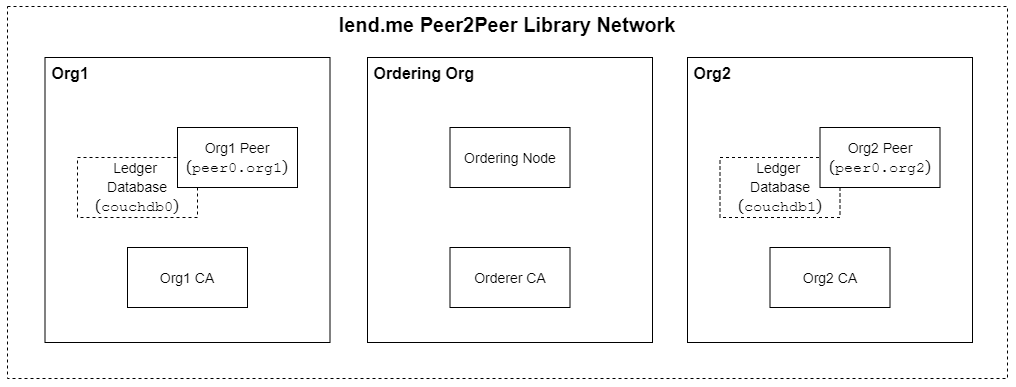 lend.me Peer2Peer Library Network
Org1
Org1 Peer
(peer0.org1)
Ledger
Database
(couchdb0)
Org1 CA
Ordering Org
Ordering Node
Orderer CA
Org2
Org2 Peer
(peer0.org2)
Ledger
Database
(couchdb1)
Org2 CA